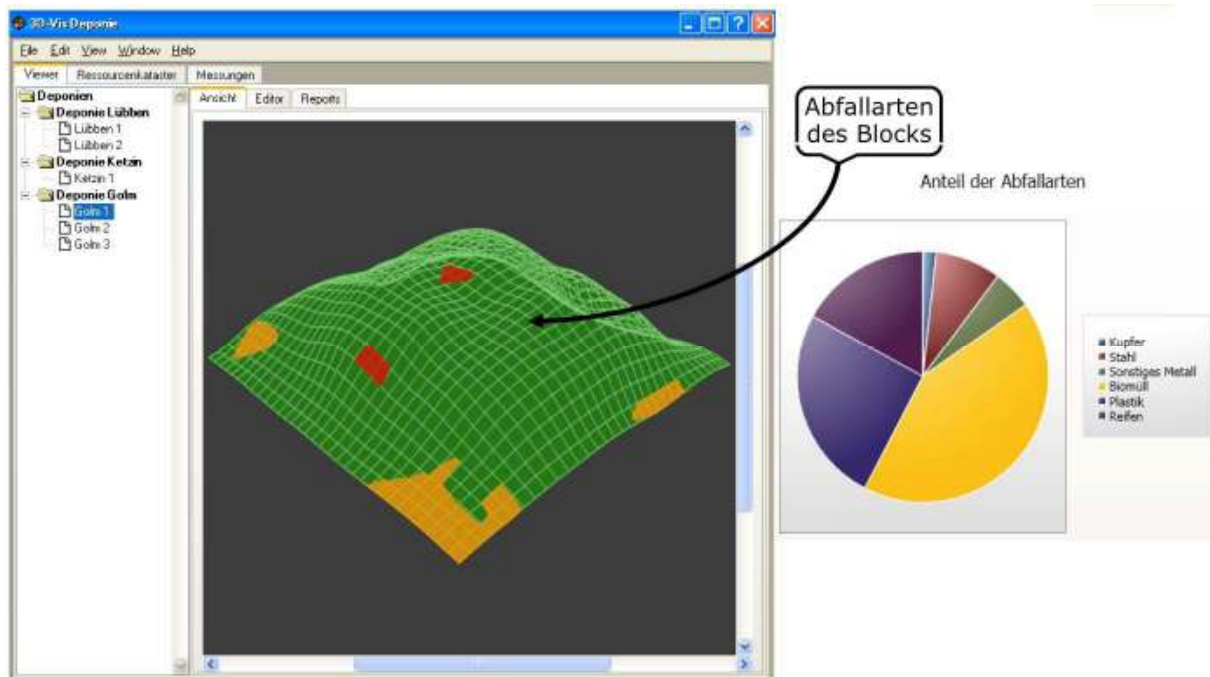 3D-Vis Deponie
File Edit View Window Help
Viewer Ressourcenkataster Messungen
Deponien
Deponie Lübben
Lübben 1
Lübben 2
Deponie Ketzin
Ketzin 1
Deponie Golm
Golm 1
Golm 2
Golm 3
Ansicht Editor Reports
Abfallarten
des Blocks
Anteil der Abfallarten
Kupfer
Stahl
Sonstiges Metall
Biomüll
Plastik
Reifen